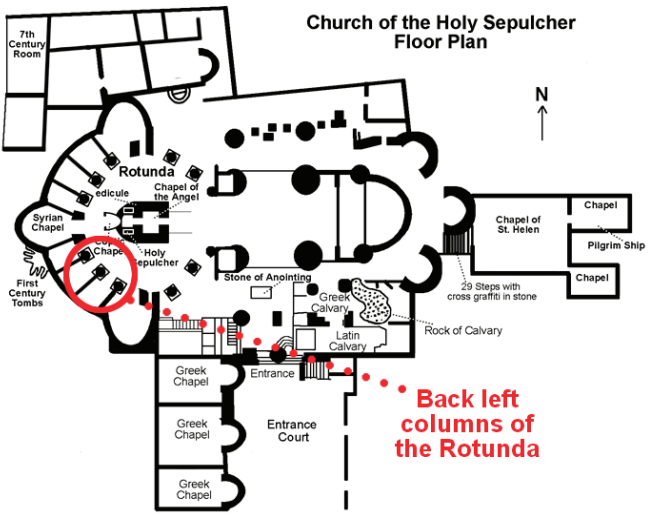 Church of the Holy Sepulcher
Floor Plan
7th
Century
Room
N
Rotunda
edicule
Chapel of
the Angel
Syrian
Chapel
Chape
Holy
Sepulcher
First
Century
Tombs
Stone of Anointing
Greek
Calvary
Latin
Calvary
Rock of Calvary
Chapel of
St. Helen
Chapel
Pilgrim Ship
Chapel
29 Steps with
cross graffiti in stone
Entrance
Greek
Chapel
Greek
Chapel
Greek
Chapel
Entrance
Court
Back left
columns of
the Rotunda